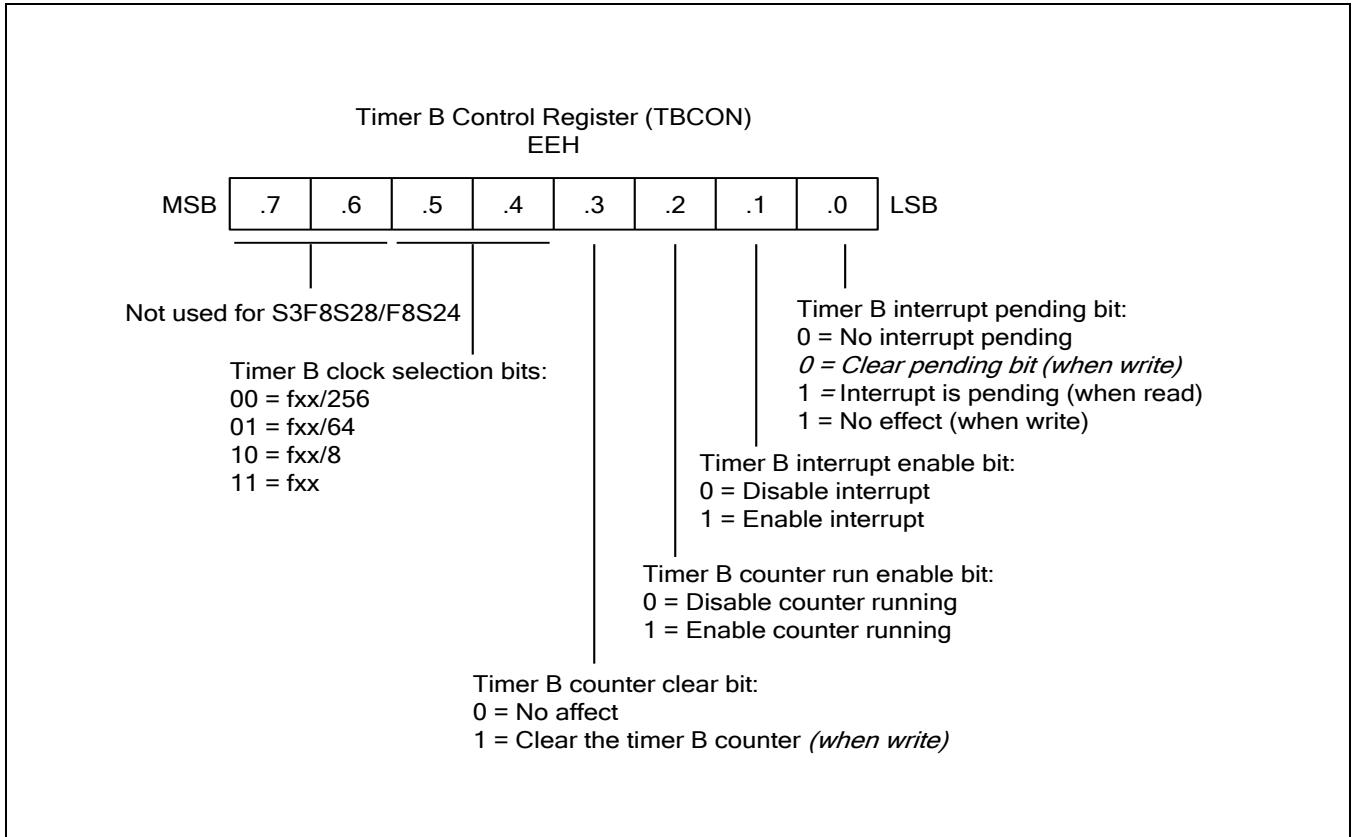 Timer B Control Register (TBCON)
EEH
MSB .7 .6 .5 .4 .3 .2 .1 .0 LSB
Not used for S3F8S28/F8S24
Timer B clock selection bits:
00 = fxx/256
01 = fxx/64
10 = fxx/8
11 = fxx
Timer B interrupt pending bit:
0 = No interrupt pending
0 = Clear pending bit (when write)
1 = Interrupt is pending (when read)
1 = No effect (when write)
Timer B interrupt enable bit:
0 = Disable interrupt
1 = Enable interrupt
Timer B counter run enable bit:
0 = Disable counter running
1 = Enable counter running
Timer B counter clear bit:
0 = No affect
1 = Clear the timer B counter (when write)